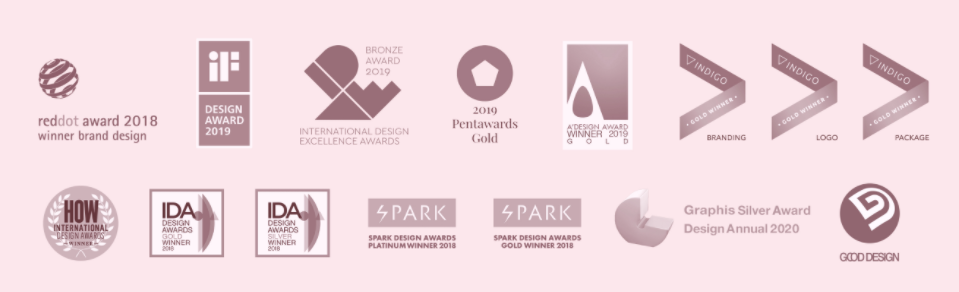 reddot award 2018
winner brand design
iF
DESIGN
AWARD
2019
BRONZE
AWARD
2019
INTERNATIONAL DESIGN
EXCELLENCE AWARDS
2019
Pentawards
Gold
A'DESIGN AWARD
WINNER 2019
GOLD
INDIGO
GOLD WINNER
BRANDING
INDIGO
GOLD WINNER
LOGO
INDIGO
GOLD WINNER
PACKAGE
HOW
INTERNATIONAL
DESIGN AWARDS
WINNER
IDA
DESIGN
AWARDS
GOLD
WINNER
IDA
DESIGN
AWARDS
SILVER
WINNER
SPARK
SPARK DESIGN AWARDS
PLATINUM WINNER 2018
SPARK
SPARK DESIGN AWARDS
GOLD WINNER 2018
Graphis Silver Award
Design Annual 2020
GOOD DESIGN